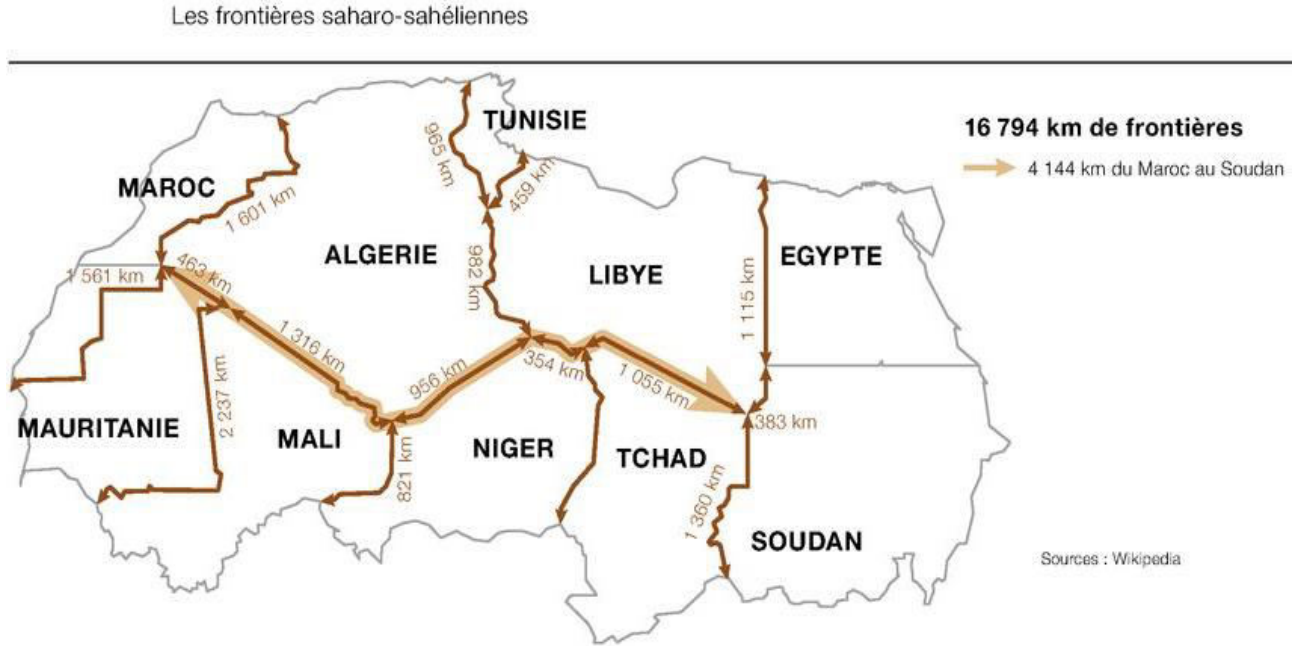 Les frontières saharo-sahéliennes
16 794 km de frontières
4 144 km du Maroc au Soudan
TUNISIE
965 km
459 km
MAROC
1 601 km
ALGERIE
982 km
LIBYE
EGYPTE
1 115 km
1 561 km
463 km
1 316 km
956 km
354 km
1 055 km
383 km
2 237 km
MAURITANIE
MALI
821 km
NIGER
TCHAD
1 360 km
SOUDAN
Sources : Wikipedia